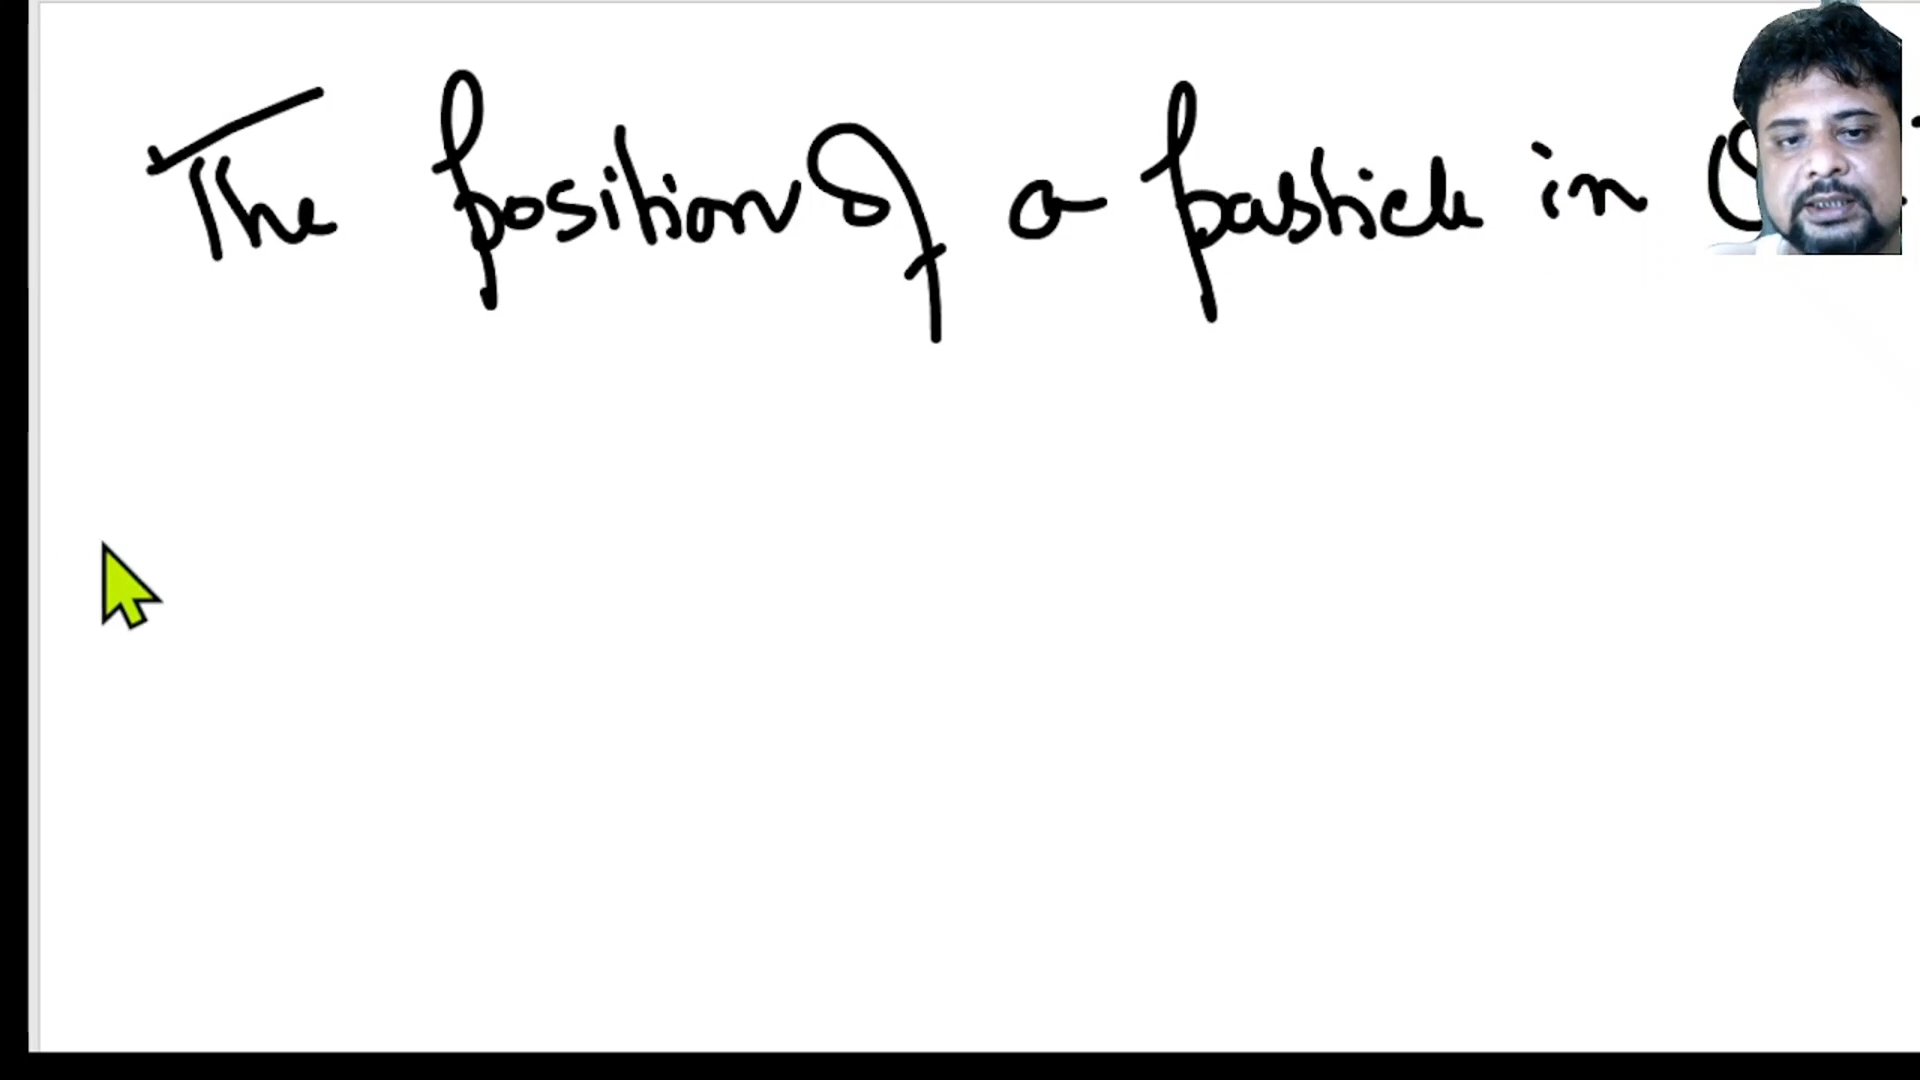 The position of a particle in